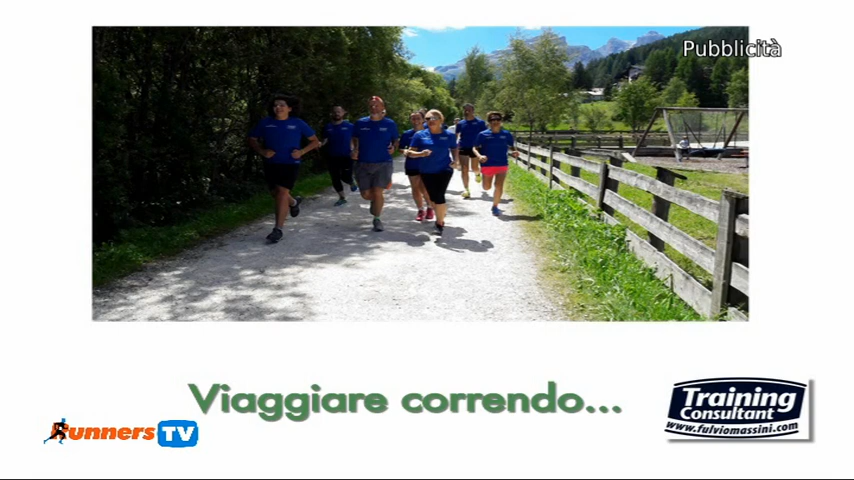 Pubblicità
Viaggiare correndo...
Runners TV
Training
Consultant
www.fulviomassini.com